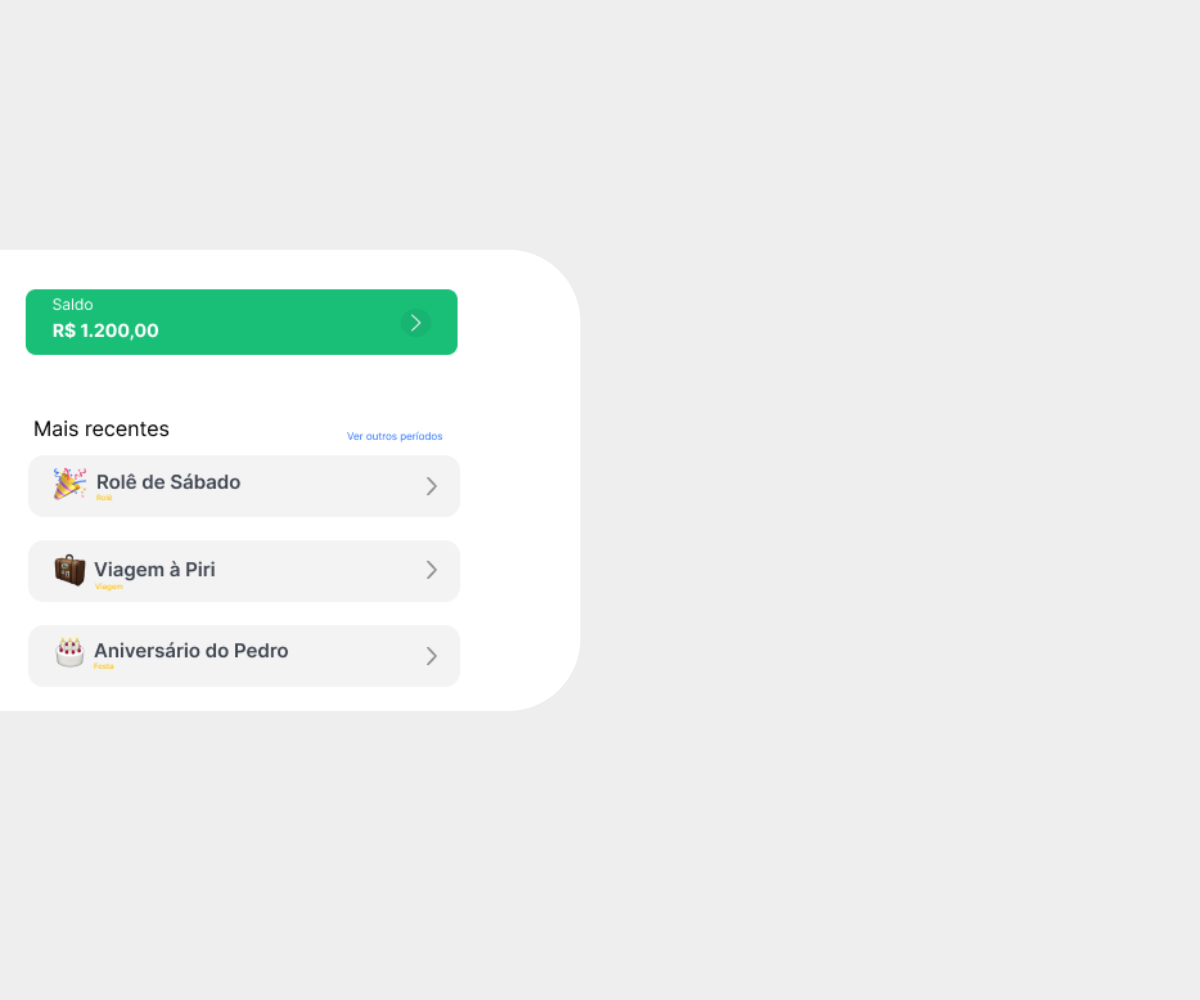 Saldo
R$ 1.200,00
Mais recentes
Ver outros períodos
Rolê de Sábado
Rolê
Viagem à Piri
Viagem
Aniversário do Pedro
Festa